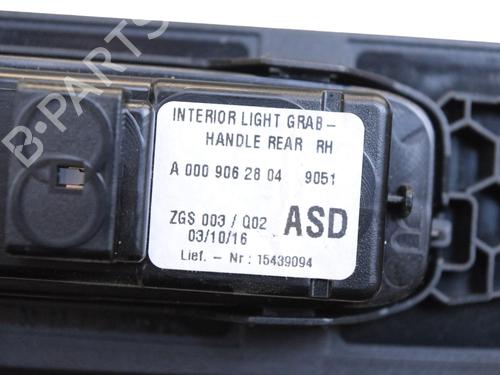 B-PARTS
INTERIOR LIGHT GRAB-
HANDLE REAR RH
A 000 906 28 04 9051
ZGS 003 / Q02 ASD
03/10/16
Lief. - Nr: 15439094